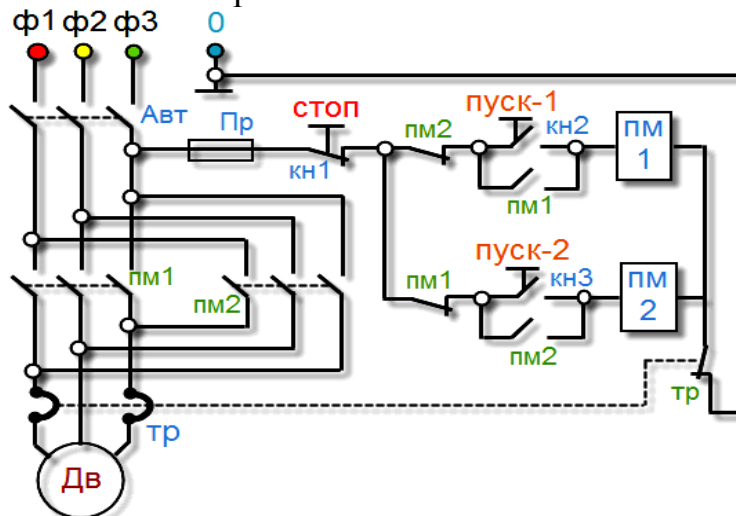 ф1 ф2 ф3 0
Авт Пр стоп пуск-1
кн1 пм2 кн2 пм
1
пм1
пм1 пуск-2
пм2 пм1 кн3 пм
2
пм2
тр тр
Дв